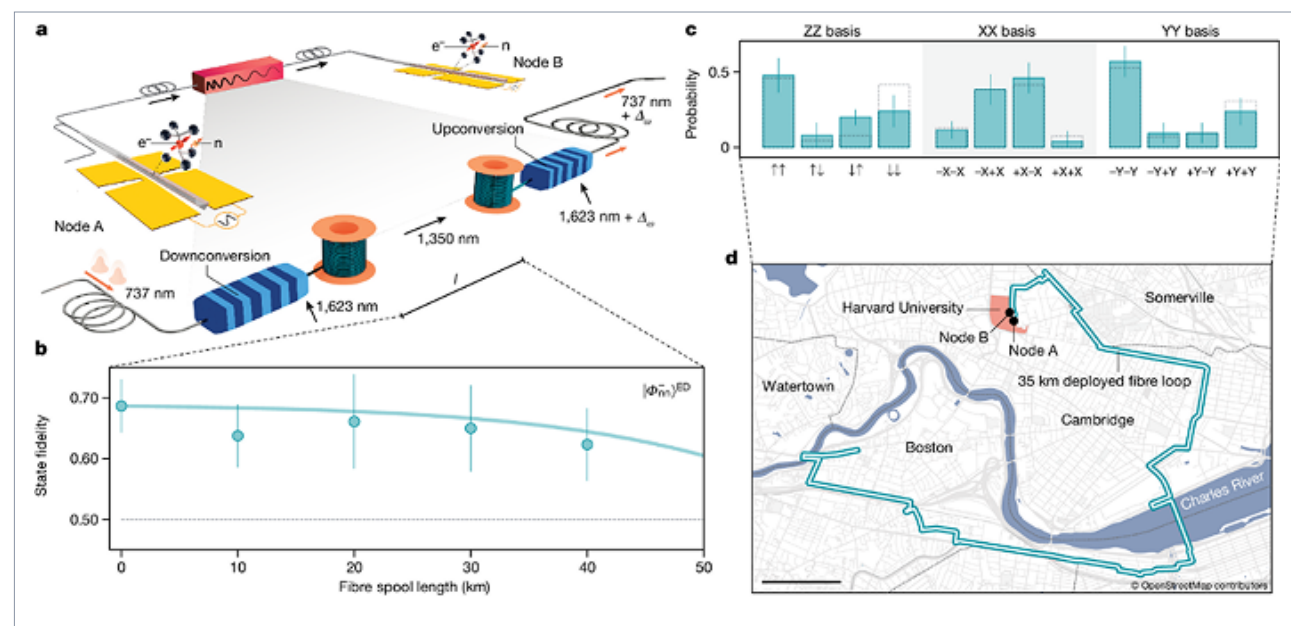 a
e⁻
n
Node B
737 nm
+ Δω
Upconversion
e⁻
n
1,623 nm + Δω
Node A
1,350 nm
Downconversion
737 nm
l
1,623 nm
b
0.70
0.60
0.50
State fidelity
|Φ⁻nn⟩ED
0 10 20 30 40 50
Fibre spool length (km)
c
ZZ basis XX basis YY basis
Probability
0.5
0
↑↑ ↑↓ ↓↑ ↓↓ −X−X −X+X +X−X +X+X −Y−Y −Y+Y +Y−Y +Y+Y
d
Harvard University
Somerville
Node B
Node A
35 km deployed fibre loop
Watertown
Cambridge
Boston
Charles River
© OpenStreetMap contributors